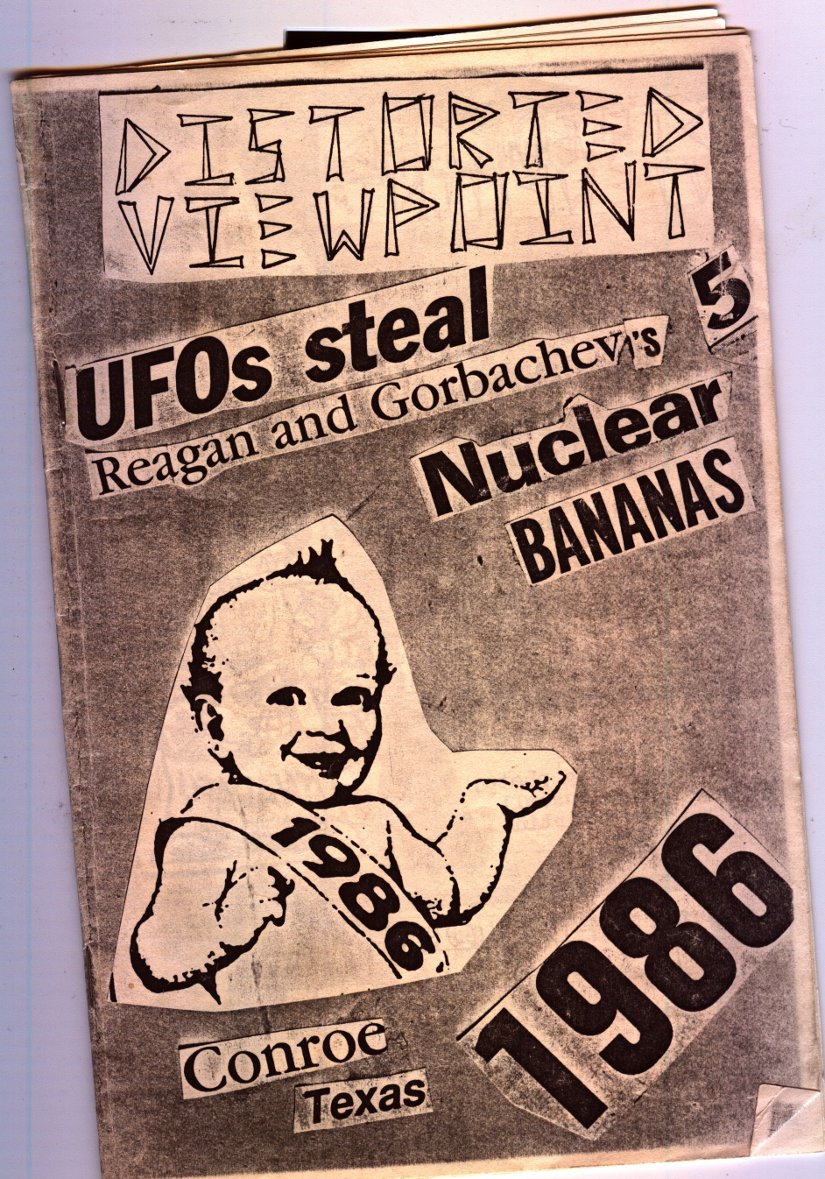 DISTORTED
VIEWPOINT
5
UFOs steal
Reagan and Gorbachev's
Nuclear
BANANAS
1986
1986
Conroe
Texas